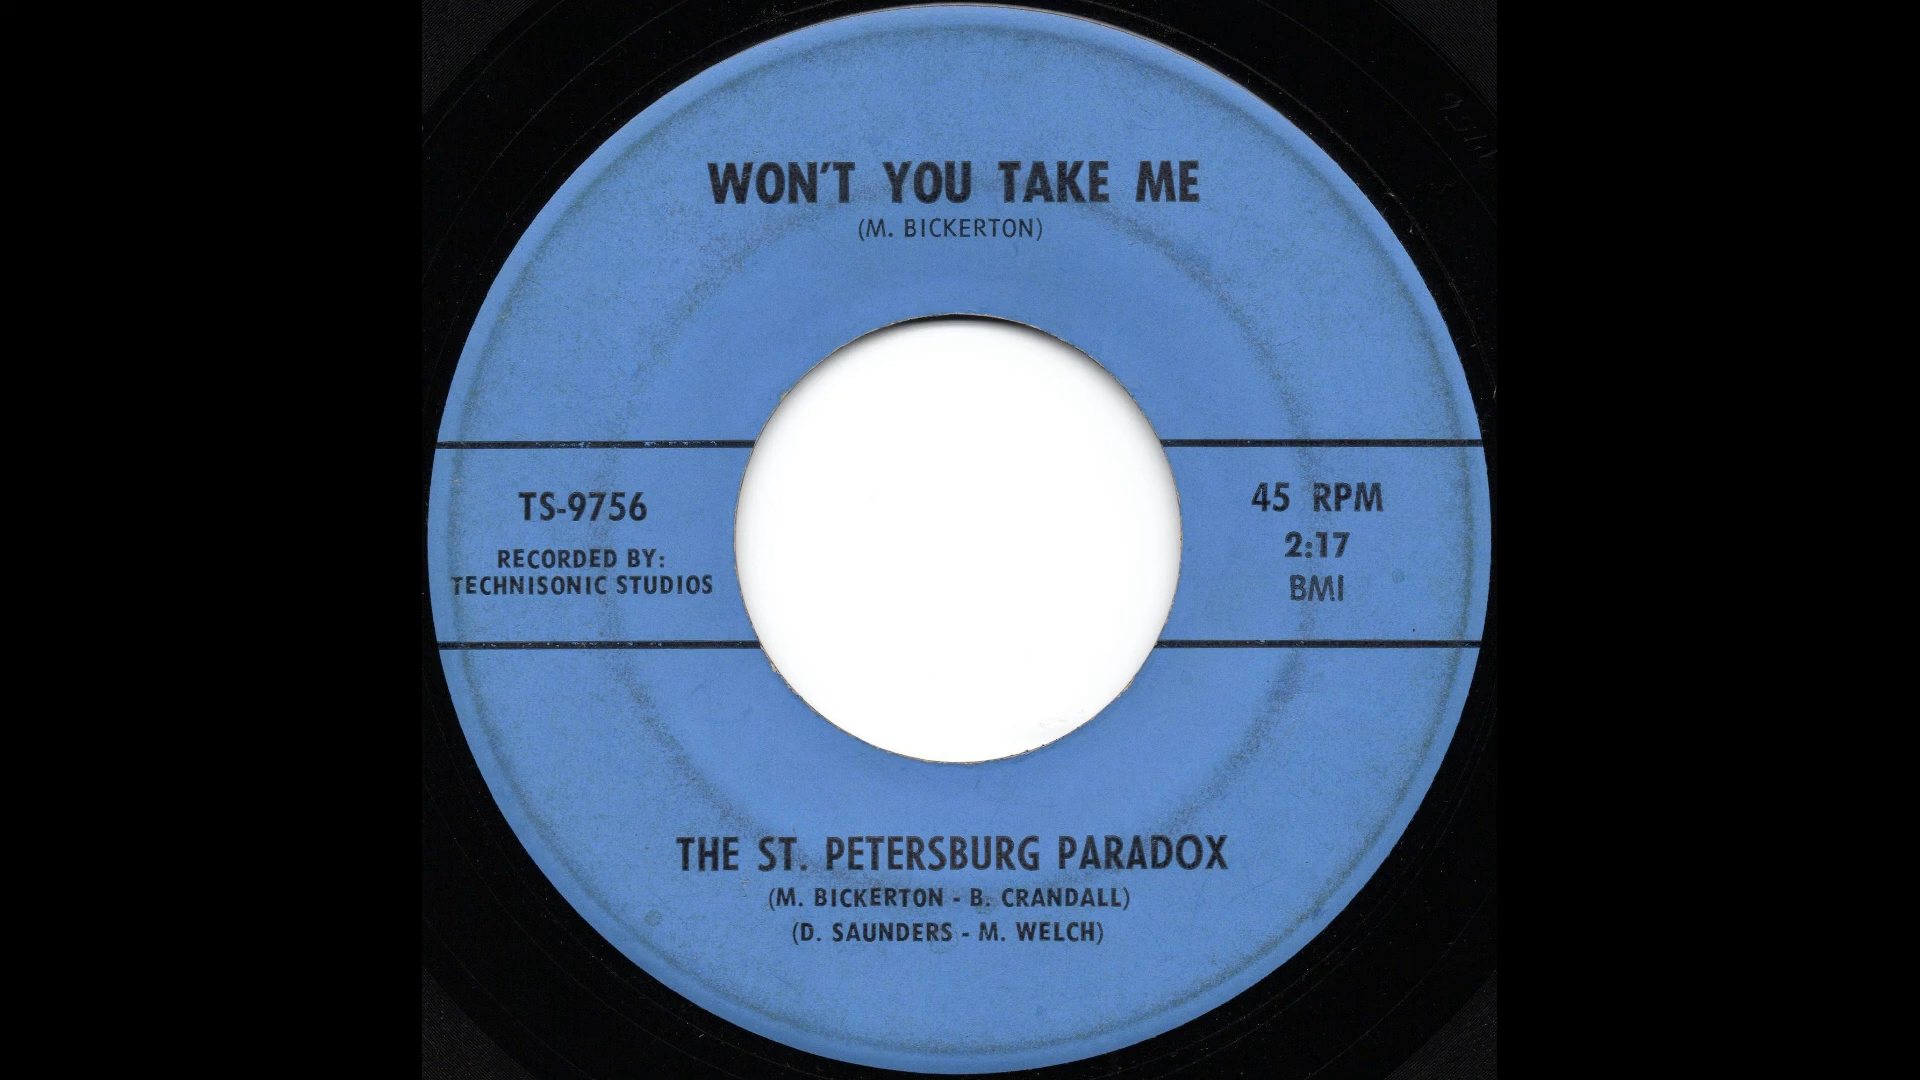 WON'T YOU TAKE ME
(M. BICKERTON)
TS-9756
RECORDED BY:
TECHNISONIC STUDIOS
45 RPM
2:17
BMI
THE ST. PETERSBURG PARADOX
(M. BICKERTON - B. CRANDALL)
(D. SAUNDERS - M. WELCH)